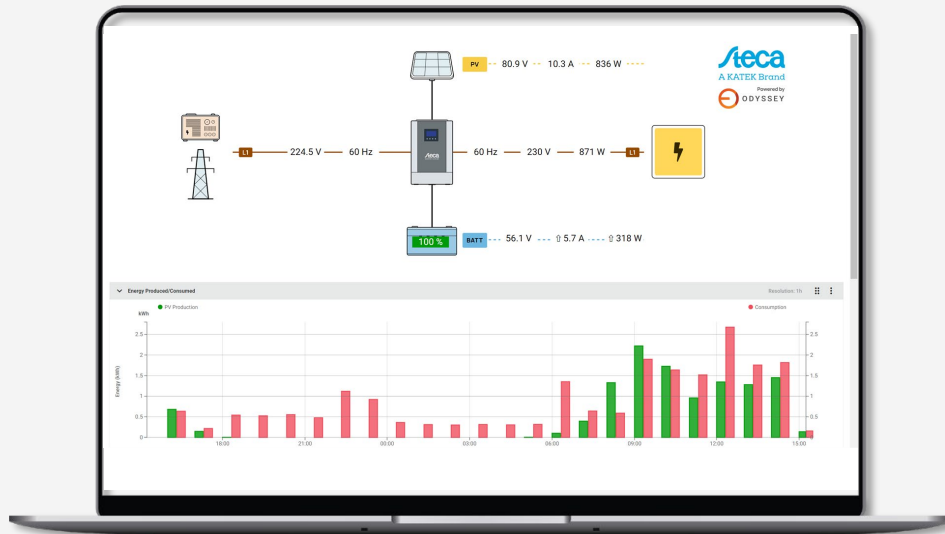 PV 80.9 V 10.3 A 836 W
Steca
A KATEK Brand
Powered by
ODYSSEY
L1 224.5 V 60 Hz
Steca
60 Hz 230 V 871 W L1
100 %
BATT 56.1 V ⇧ 5.7 A ⇧ 318 W
Energy Produced/Consumed
Resolution: 1h
PV Production
Consumption
kWh
Energy (kWh)
2.5
2
1.5
1
0.5
0
2.5
2
1.5
1
0.5
0
18:00
21:00
00:00
03:00
06:00
09:00
12:00
15:00